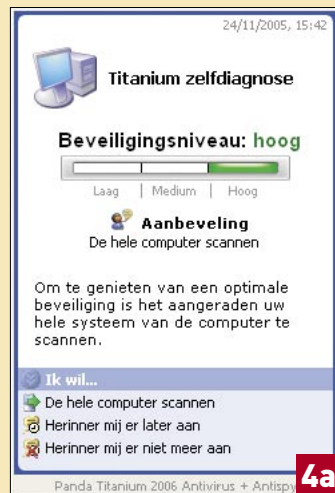 24/11/2005, 15:42
Titanium zelfdiagnose
Beveiligingsniveau: hoog
Laag | Medium | Hoog
Aanbeveling
De hele computer scannen
Om te genieten van een optimale
beveiliging is het aangeraden uw
hele systeem van de computer te
scannen.
Ik wil...
De hele computer scannen
Herinner mij er later aan
Herinner mij er niet meer aan
Panda Titanium 2006 Antivirus + Antispy
4a